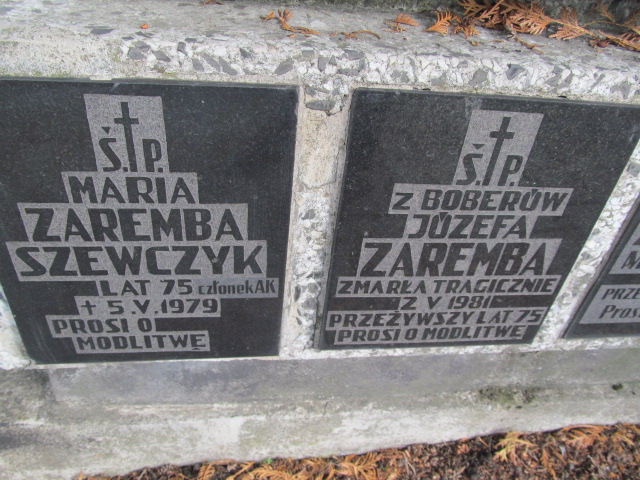 Ś.†P.
MARIA
ZAREMBA
SZEWCZYK
LAT 75 członek AK
† 5.V.1979
PROSI O
MODLITWĘ
Ś.†P.
Z BOBERÓW
JÓZEFA
ZAREMBA
ZMARŁA TRAGICZNIE
2 V 1981
PRZEŻYWSZY LAT 75
PROSI O MODLITWĘ